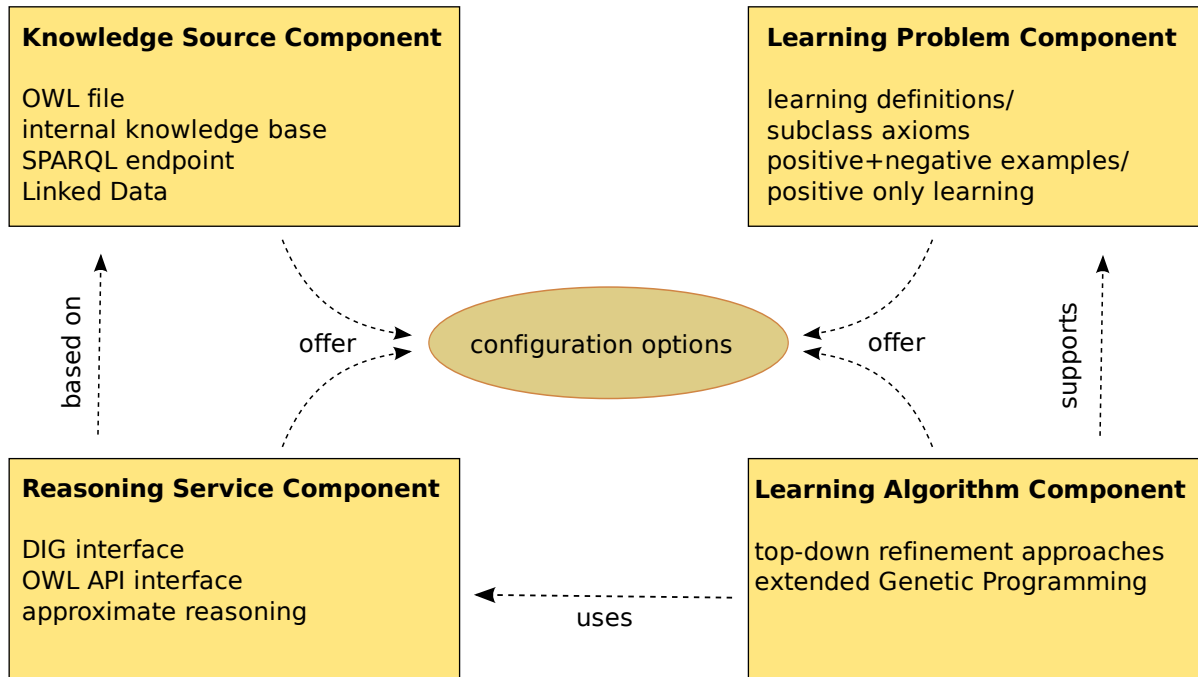 Knowledge Source Component
OWL file
internal knowledge base
SPARQL endpoint
Linked Data
Learning Problem Component
learning definitions/
subclass axioms
positive+negative examples/
positive only learning
based on
offer
configuration options
offer
supports
Reasoning Service Component
DIG interface
OWL API interface
approximate reasoning
uses
Learning Algorithm Component
top-down refinement approaches
extended Genetic Programming